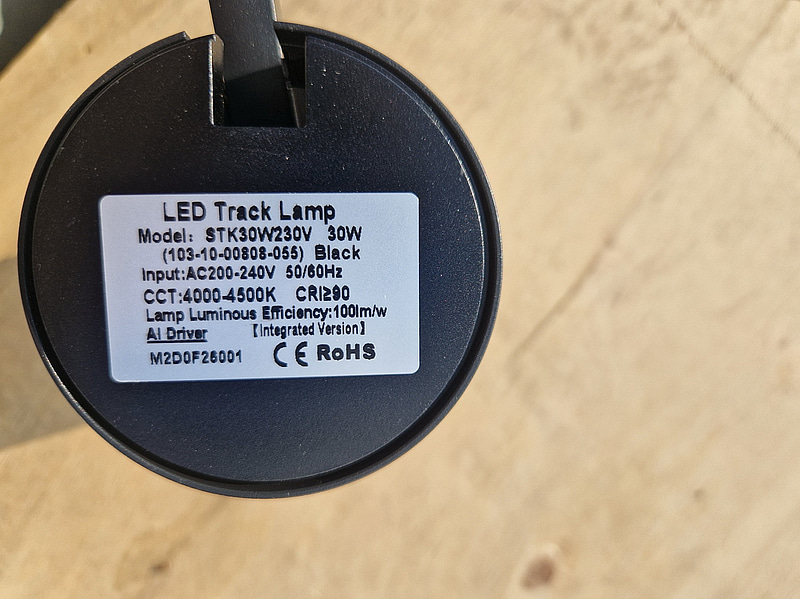 LED Track Lamp
Model: STK30W230V 30W
(103-10-00808-055) Black
Input:AC200-240V 50/60Hz
CCT:4000-4500K CRI≥90
Lamp Luminous Efficiency:100lm/w
AI Driver 【Integrated Version】
M2D0F26001 CE RoHS